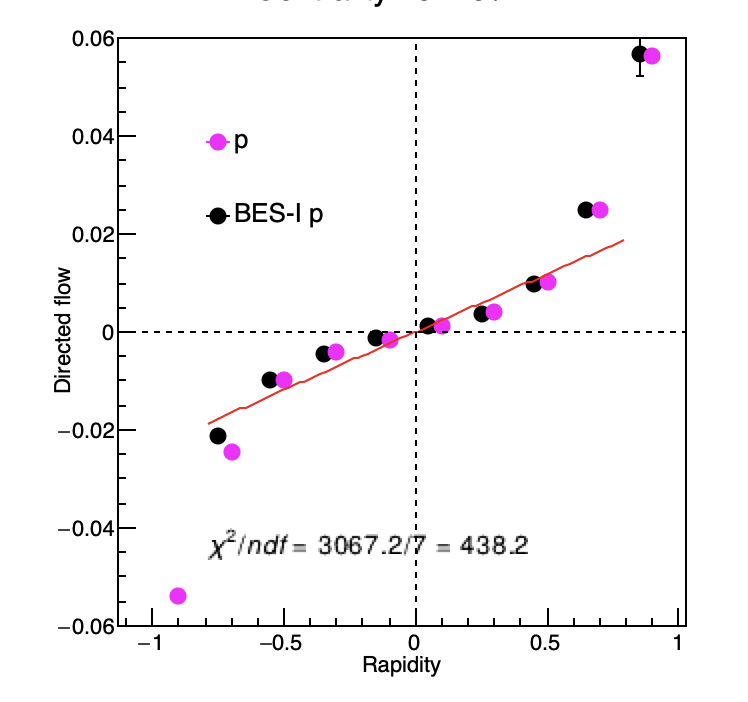 0.06
0.04
0.02
0
−0.02
−0.04
−0.06
Directed flow
p
BES-I p
χ²/ndf = 3067.2/7 = 438.2
−1
−0.5
0
0.5
1
Rapidity